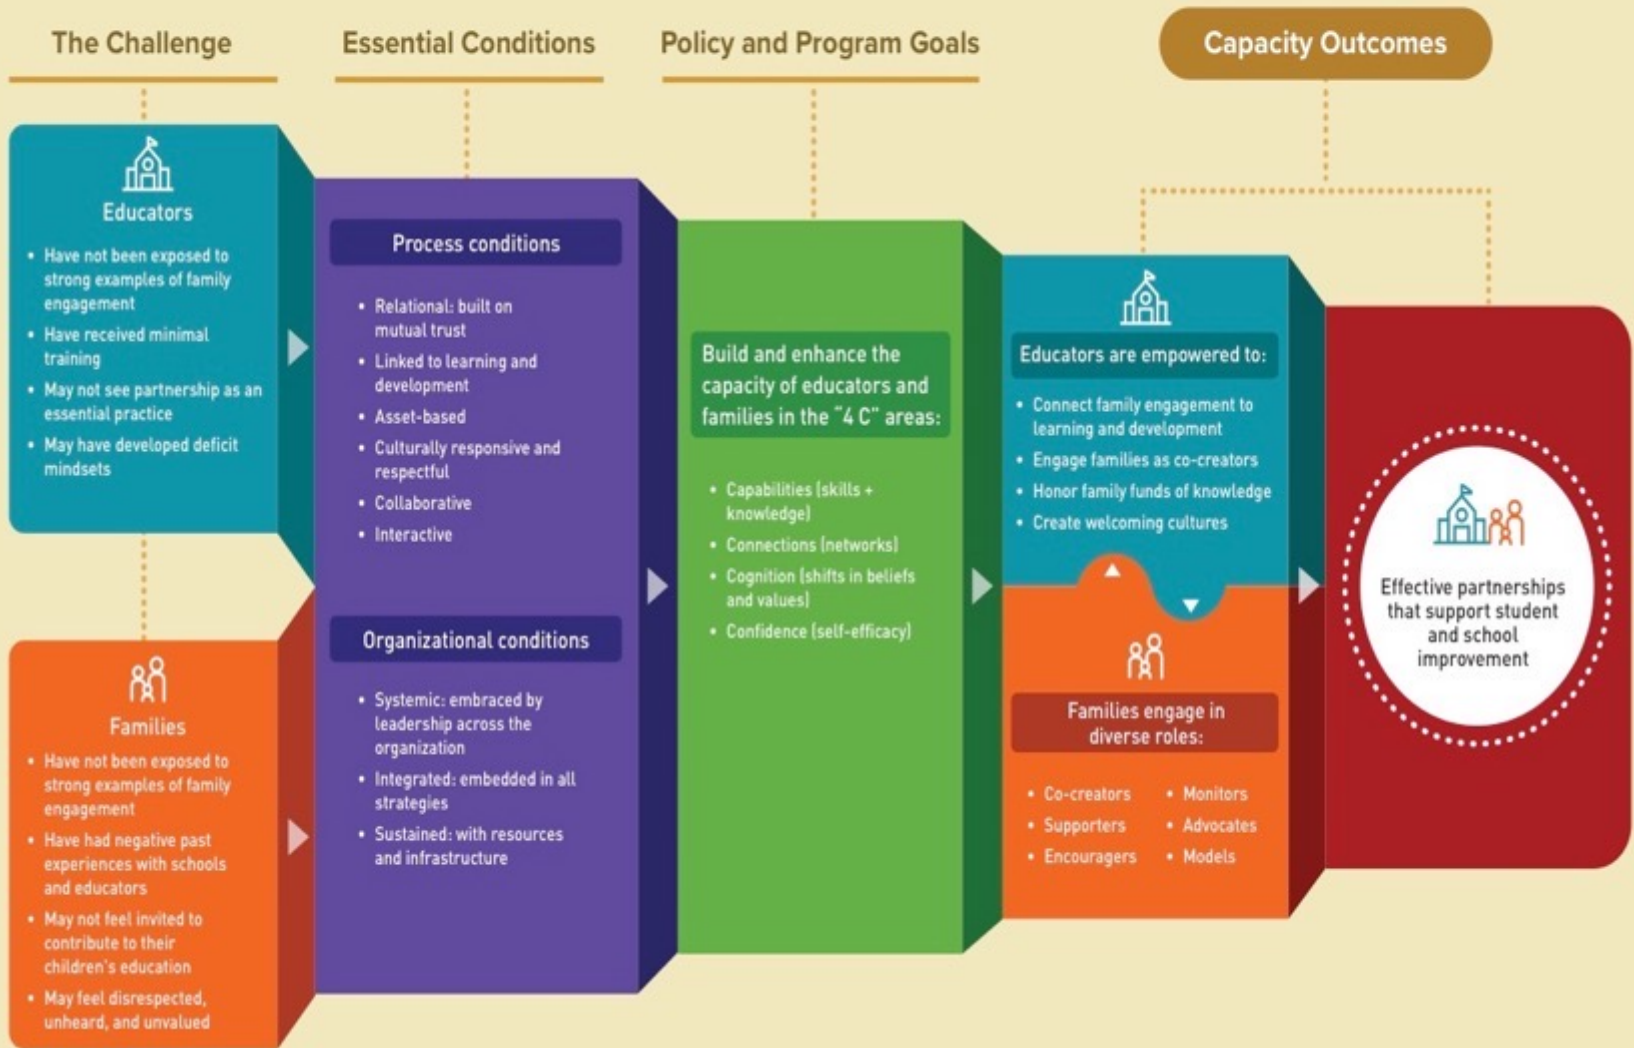 The Challenge
Essential Conditions
Policy and Program Goals
Capacity Outcomes
Educators
• Have not been exposed to
strong examples of family
engagement
• Have received minimal
training
• May not see partnership as an
essential practice
• May have developed deficit
mindsets
Families
• Have not been exposed to
strong examples of family
engagement
• Have had negative past
experiences with schools
and educators
• May not feel invited to
contribute to their
children's education
• May feel disrespected,
unheard, and unvalued
Process conditions
• Relational: built on
mutual trust
• Linked to learning and
development
• Asset-based
• Culturally responsive and
respectful
• Collaborative
• Interactive
Organizational conditions
• Systemic: embraced by
leadership across the
organization
• Integrated: embedded in all
strategies
• Sustained: with resources
and infrastructure
Build and enhance the
capacity of educators and
families in the "4 C" areas:
• Capabilities (skills +
knowledge)
• Connections (networks)
• Cognition (shifts in beliefs
and values)
• Confidence (self-efficacy)
Educators are empowered to:
• Connect family engagement to
learning and development
• Engage families as co-creators
• Honor family funds of knowledge
• Create welcoming cultures
Families engage in
diverse roles:
• Co-creators
• Supporters
• Encouragers
• Monitors
• Advocates
• Models
Effective partnerships
that support student
and school
improvement